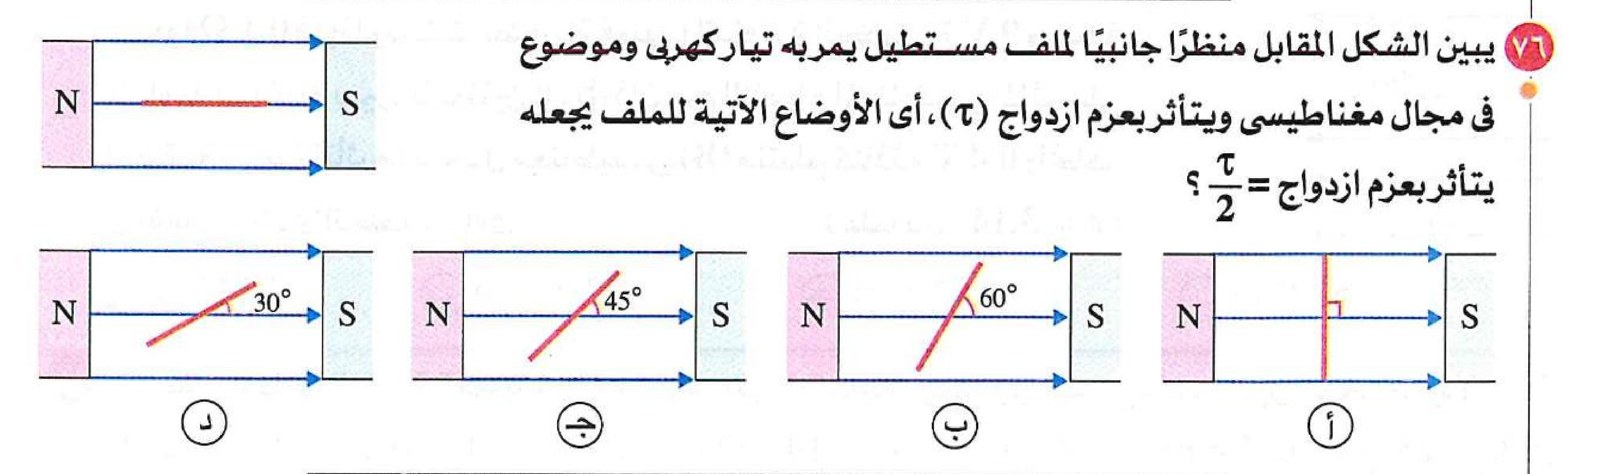 ٧٦ يبين الشكل المقابل منظرًا جانبيًا لملف مستطيل يمر به تيار كهربى وموضوع
فى مجال مغناطيسى ويتأثر بعزم ازدواج (τ)، أى الأوضاع الآتية للملف يجعله
يتأثر بعزم ازدواج = τ/2 ؟
N S
N S
أ
N 60° S
ب
N 45° S
جـ
N 30° S
د